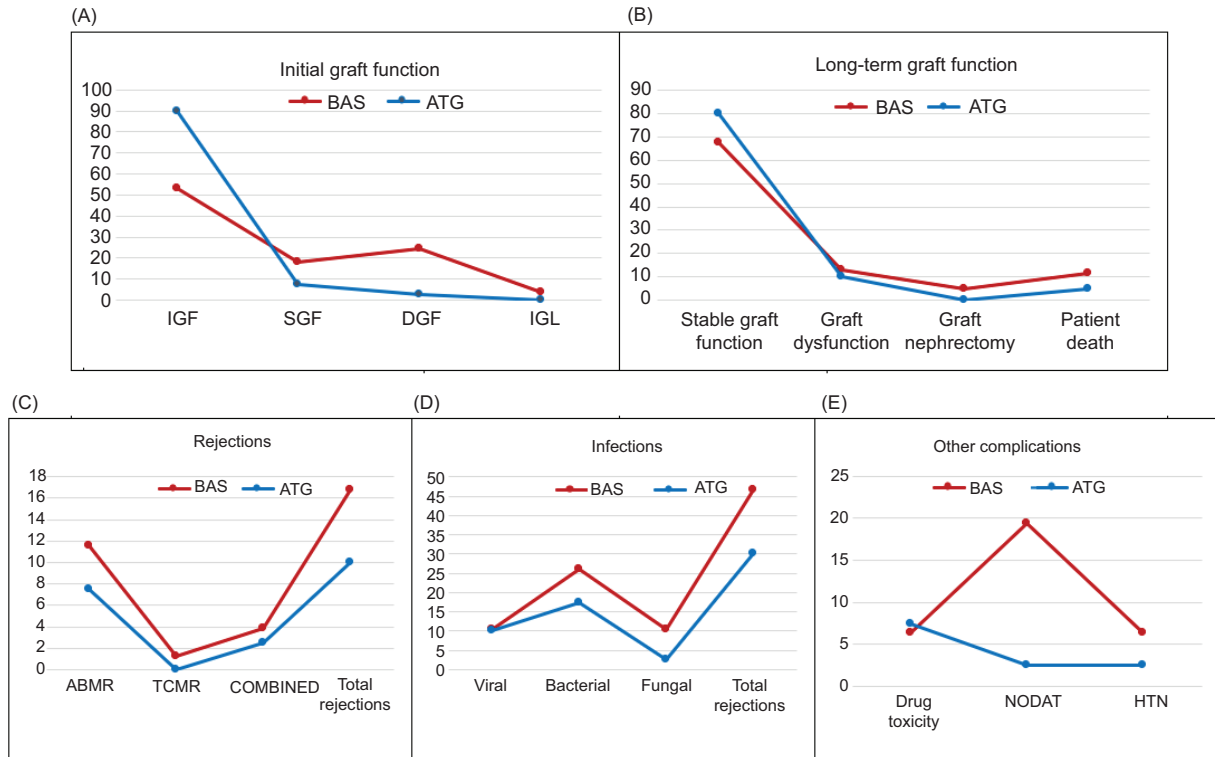 (A)
Initial graft function
BAS ATG
100
90
80
70
60
50
40
30
20
10
0
IGF SGF DGF IGL
(B)
Long-term graft function
BAS ATG
90
80
70
60
50
40
30
20
10
0
Stable graft Graft Graft Patient
function dysfunction nephrectomy death
(C)
Rejections
BAS ATG
18
16
14
12
10
8
6
4
2
0
ABMR TCMR COMBINED Total
rejections
(D)
Infections
BAS ATG
50
45
40
35
30
25
20
15
10
5
0
Viral Bacterial Fungal Total
rejections
(E)
Other complications
BAS ATG
25
20
15
10
5
0
Drug NODAT HTN
toxicity